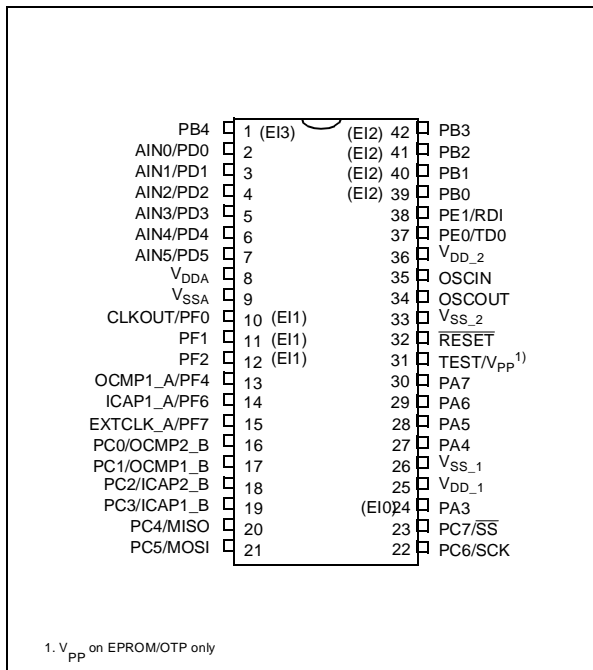 PB4 1 (EI3) (EI2) 42 PB3
AIN0/PD0 2 (EI2) 41 PB2
AIN1/PD1 3 (EI2) 40 PB1
AIN2/PD2 4 (EI2) 39 PB0
AIN3/PD3 5 38 PE1/RDI
AIN4/PD4 6 37 PE0/TD0
AIN5/PD5 7 36 VDD_2
VDDA 8 35 OSCIN
VSSA 9 34 OSCOUT
CLKOUT/PF0 10 (EI1) 33 VSS_2
PF1 11 (EI1) 32 RESET
PF2 12 (EI1) 31 TEST/VPP1)
OCMP1_A/PF4 13 30 PA7
ICAP1_A/PF6 14 29 PA6
EXTCLK_A/PF7 15 28 PA5
PC0/OCMP2_B 16 27 PA4
PC1/OCMP1_B 17 26 VSS_1
PC2/ICAP2_B 18 25 VDD_1
PC3/ICAP1_B 19 (EI0) 24 PA3
PC4/MISO 20 23 PC7/SS
PC5/MOSI 21 22 PC6/SCK
1. VPP on EPROM/OTP only